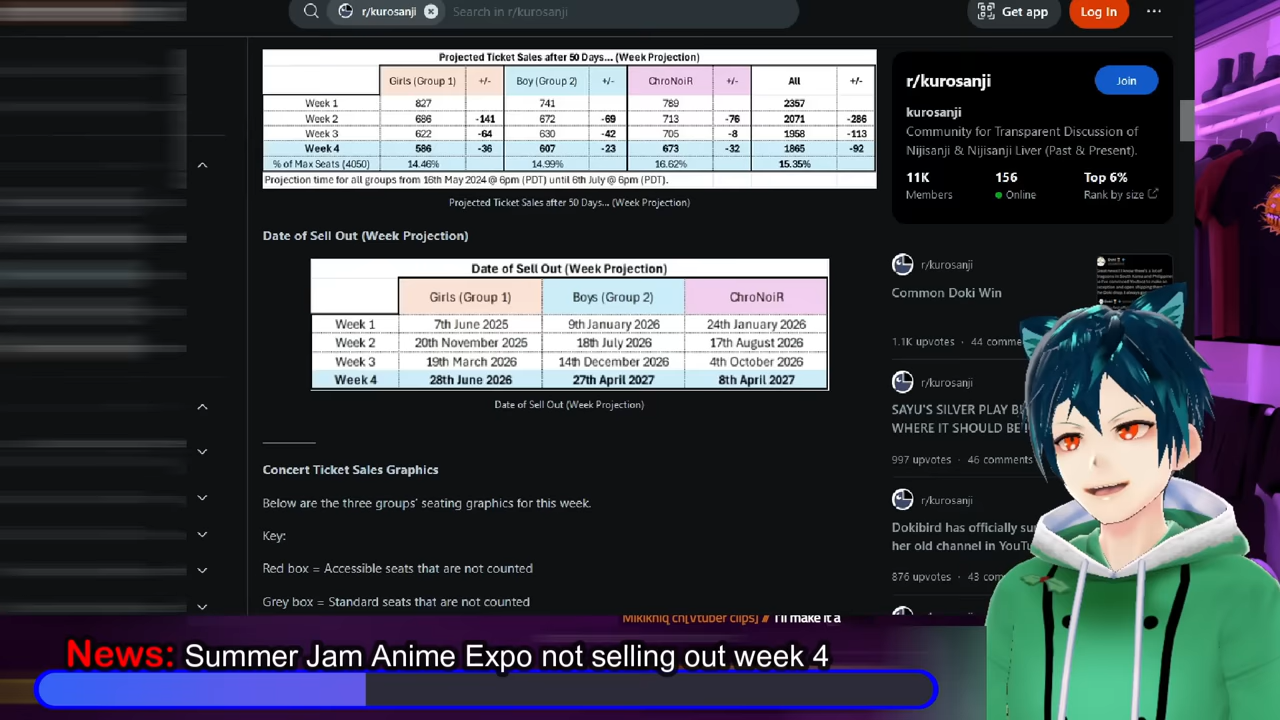 r/kurosanji
Search in r/kurosanji
Get app
Log In
Projected Ticket Sales after 50 Days... (Week Projection)
Girls (Group 1) +/- Boy (Group 2) +/- ChroNoiR +/- All +/-
Week 1 827 741 789 2357
Week 2 686 -141 672 -69 713 -76 2071 -286
Week 3 622 -64 630 -42 705 -8 1958 -113
Week 4 586 -36 607 -23 673 -32 1865 -92
% of Max Seats (4050) 14.46% 14.99% 16.62% 15.35%
Projection time for all groups from 16th May 2024 @ 6pm (PDT) until 6th July @ 6pm (PDT).
Projected Ticket Sales after 50 Days... (Week Projection)
Date of Sell Out (Week Projection)
Date of Sell Out (Week Projection)
Girls (Group 1) Boys (Group 2) ChroNoiR
Week 1 7th June 2025 9th January 2026 24th January 2026
Week 2 20th November 2025 18th July 2026 17th August 2026
Week 3 19th March 2026 14th December 2026 4th October 2026
Week 4 28th June 2026 27th April 2027 8th April 2027
Date of Sell Out (Week Projection)
Concert Ticket Sales Graphics
Below are the three groups' seating graphics for this week.
Key:
Red box = Accessible seats that are not counted
Grey box = Standard seats that are not counted
r/kurosanji
Join
kurosanji
Community for Transparent Discussion of
Nijisanji & Nijisanji Liver (Past & Present).
11K 156 Top 6%
Members Online Rank by size
r/kurosanji
Common Doki Win
1.1K upvotes · 44 comme
r/kurosanji
SAYU'S SILVER PLAY B
WHERE IT SHOULD BE
997 upvotes · 46 comments
r/kurosanji
Dokibird has officially su
her old channel in YouT
876 upvotes · 43 com
Mikikniq ch[Vtuber clips] // I'll make it a
News: Summer Jam Anime Expo not selling out week 4